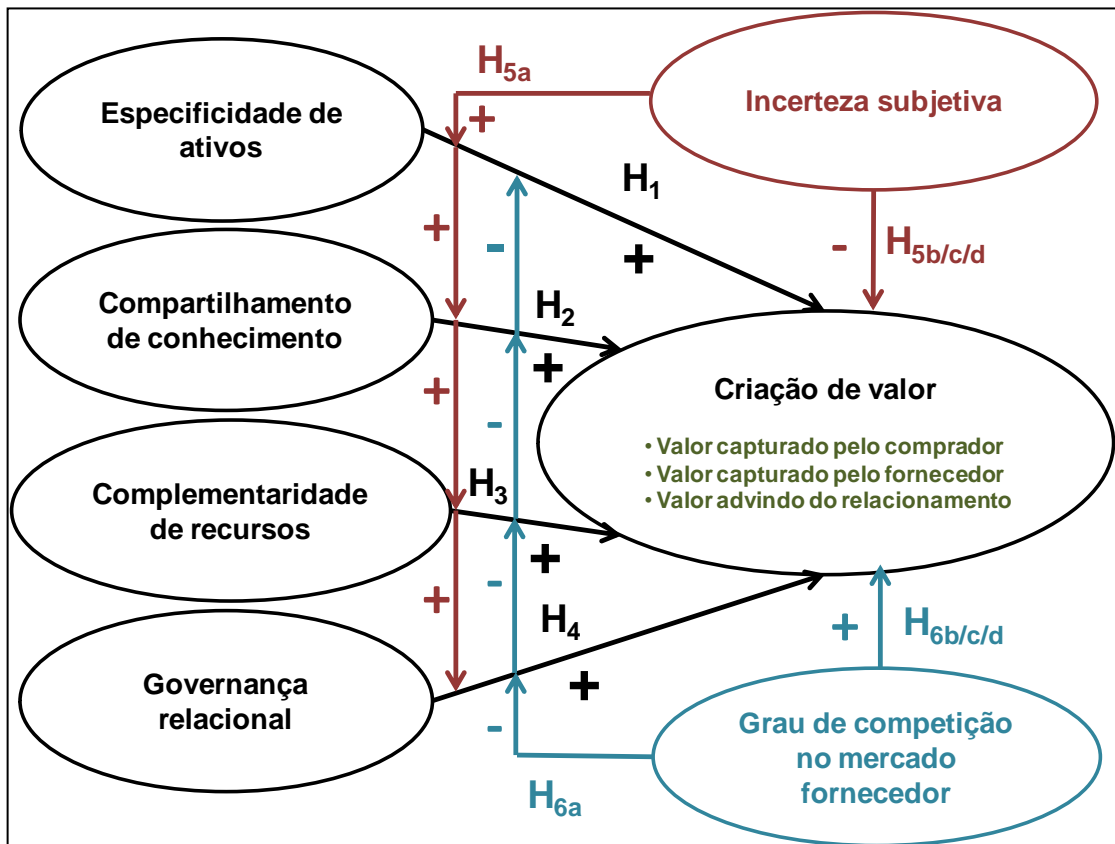 Especificidade de
ativos
H5a
+
Incerteza subjetiva
H1
+
+
-
-
H5b/c/d
Compartilhamento
de conhecimento
H2
+
+
-
Criação de valor
• Valor capturado pelo comprador
• Valor capturado pelo fornecedor
• Valor advindo do relacionamento
Complementaridade
de recursos
H3
+
+
-
H4
+
-
+
H6b/c/d
Governança
relacional
H6a
Grau de competição
no mercado
fornecedor